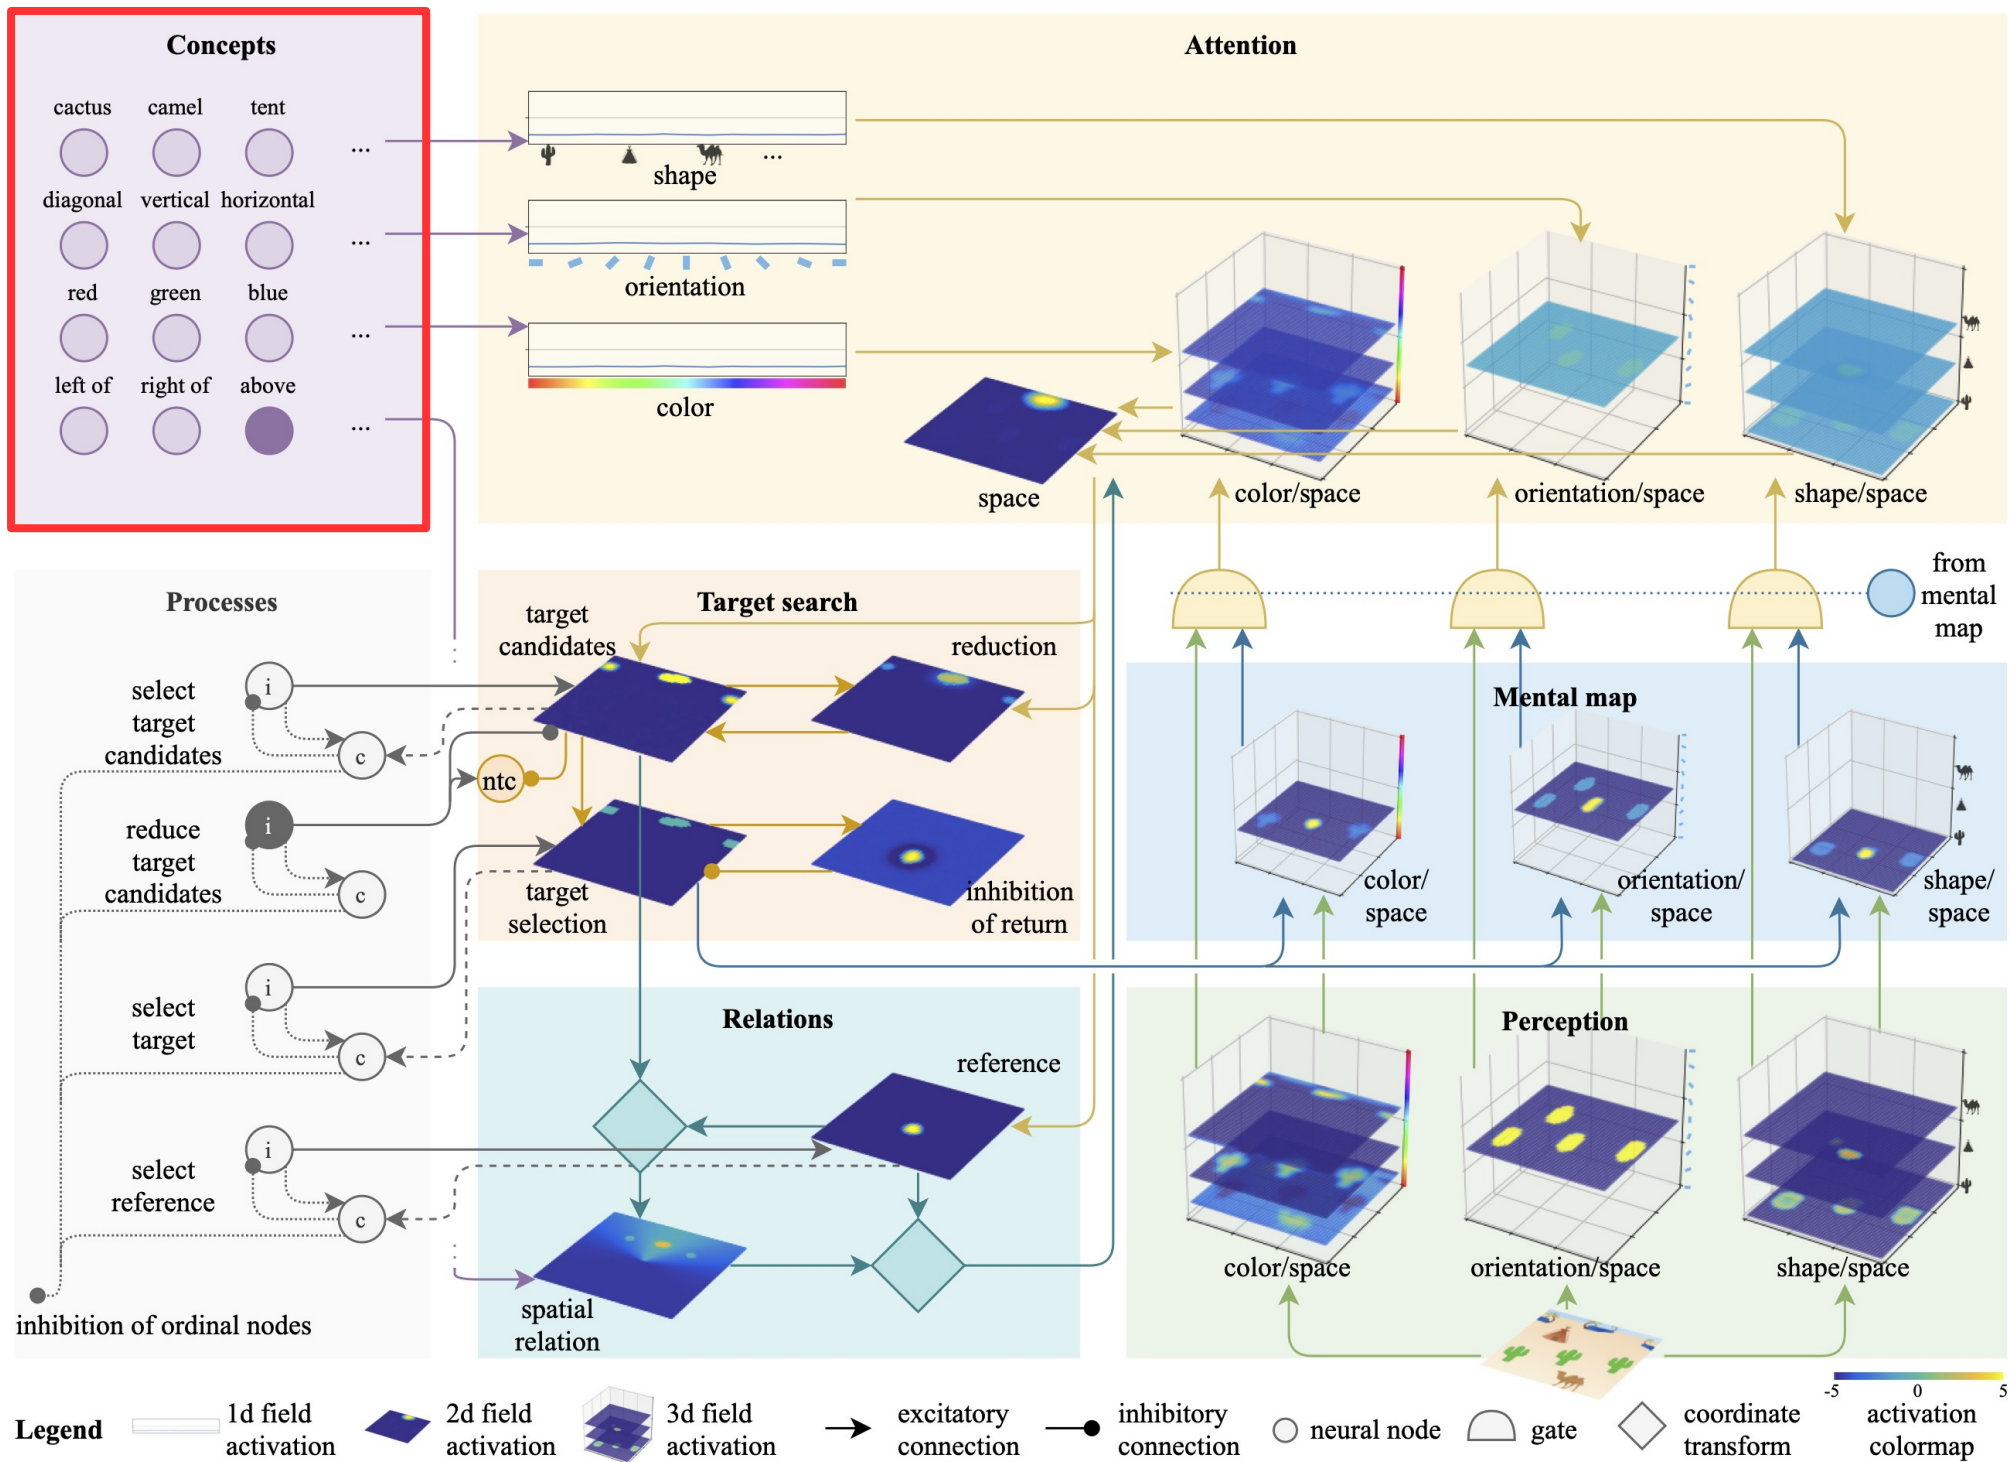 Concepts
cactus camel tent
...
diagonal vertical horizontal
...
red green blue
...
left of right of above
...
Attention
...
shape
orientation
color
space
color/space
orientation/space
shape/space
from
mental
map
Processes
select
target
candidates
i
c
reduce
target
candidates
i
c
select
target
i
c
select
reference
i
c
inhibition of ordinal nodes
Target search
target
candidates
reduction
ntc
target
selection
inhibition
of return
Relations
reference
spatial
relation
Mental map
color/
space
orientation/
space
shape/
space
Perception
color/space
orientation/space
shape/space
Legend
1d field
activation
2d field
activation
3d field
activation
excitatory
connection
inhibitory
connection
neural node
gate
coordinate
transform
-5 0 5
activation
colormap